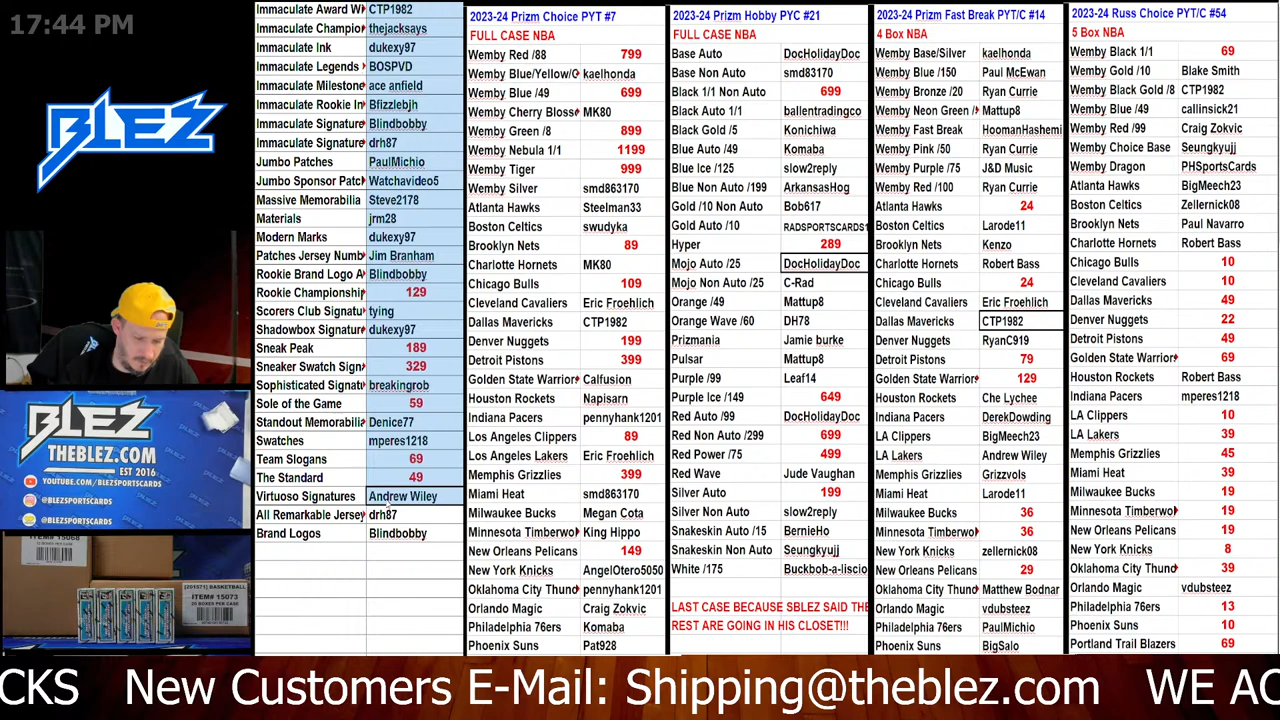 17:44 PM
BLEZ
BLEZ
THEBLEZ.COM
EST 2016
YOUTUBE.COM/BLEZSPORTSCARDS
@BLEZSPORTSCARDS
@BLEZSPORTSCARDS
ITEM# 15068
[201571] BASKETBALL
ITEM# 15073
20 BOXES PER CASE
Immaculate Award W CTP1982
Immaculate Champio thejacksays
Immaculate Ink dukexy97
Immaculate Legends BOSPVD
Immaculate Milestone ace anfield
Immaculate Rookie In Bfizzlebjh
Immaculate Signature Blindbobby
Immaculate Signature drh87
Jumbo Patches PaulMichio
Jumbo Sponsor Patc Watchavideo5
Massive Memorabilia Steve2178
Materials jrm28
Modern Marks dukexy97
Patches Jersey Numb Jim Branham
Rookie Brand Logo A Blindbobby
Rookie Championship 129
Scorers Club Signatu tying
Shadowbox Signatur dukexy97
Sneak Peak 189
Sneaker Swatch Sign 329
Sophisticated Signat breakingrob
Sole of the Game 59
Standout Memorabili Denice77
Swatches mperes1218
Team Slogans 69
The Standard 49
Virtuoso Signatures Andrew Wiley
All Remarkable Jersey drh87
Brand Logos Blindbobby
2023-24 Prizm Choice PYT #7
FULL CASE NBA
Wemby Red /88 799
Wemby Blue/Yellow/G kaelhonda
Wemby Blue /49 699
Wemby Cherry Bloss MK80
Wemby Green /8 899
Wemby Nebula 1/1 1199
Wemby Tiger 999
Wemby Silver smd863170
Atlanta Hawks Steelman33
Boston Celtics swudyka
Brooklyn Nets 89
Charlotte Hornets MK80
Chicago Bulls 109
Cleveland Cavaliers Eric Froehlich
Dallas Mavericks CTP1982
Denver Nuggets 199
Detroit Pistons 399
Golden State Warrior Calfusion
Houston Rockets Napisarn
Indiana Pacers pennyhank1201
Los Angeles Clippers 89
Los Angeles Lakers Eric Froehlich
Memphis Grizzlies 399
Miami Heat smd863170
Milwaukee Bucks Megan Cota
Minnesota Timberwo King Hippo
New Orleans Pelicans 149
New York Knicks AngelOtero5050
Oklahoma City Thun pennyhank1201
Orlando Magic Craig Zokvic
Philadelphia 76ers Komaba
Phoenix Suns Pat928
2023-24 Prizm Hobby PYC #21
FULL CASE NBA
Base Auto DocHolidayDoc
Base Non Auto smd83170
Black 1/1 Non Auto 699
Black Auto 1/1 ballentradingco
Black Gold /5 Konichiwa
Blue Auto /49 Komaba
Blue Ice /125 slow2reply
Blue Non Auto /199 ArkansasHog
Gold /10 Non Auto Bob617
Gold Auto /10 RADSPORTSCARDS1
Hyper 289
Mojo Auto /25 DocHolidayDoc
Mojo Non Auto /25 C-Rad
Orange /49 Mattup8
Orange Wave /60 DH78
Prizmania Jamie burke
Pulsar Mattup8
Purple /99 Leaf14
Purple Ice /149 649
Red Auto /99 DocHolidayDoc
Red Non Auto /299 699
Red Power /75 499
Red Wave Jude Vaughan
Silver Auto 199
Silver Non Auto slow2reply
Snakeskin Auto /15 BernieHo
Snakeskin Non Auto Seungkyujj
White /175 Buckbob-a-liscio
LAST CASE BECAUSE SBLEZ SAID THE
REST ARE GOING IN HIS CLOSET!!!
2023-24 Prizm Fast Break PYT/C #14
4 Box NBA
Wemby Base/Silver kaelhonda
Wemby Blue /150 Paul McEwan
Wemby Bronze /20 Ryan Currie
Wemby Neon Green / Mattup8
Wemby Fast Break HoomanHashemi
Wemby Pink /50 Ryan Currie
Wemby Purple /75 J&D Music
Wemby Red /100 Ryan Currie
Atlanta Hawks 24
Boston Celtics Larode11
Brooklyn Nets Kenzo
Charlotte Hornets Robert Bass
Chicago Bulls 24
Cleveland Cavaliers Eric Froehlich
Dallas Mavericks CTP1982
Denver Nuggets RyanC919
Detroit Pistons 79
Golden State Warrior 129
Houston Rockets Che Lychee
Indiana Pacers DerekDowding
LA Clippers BigMeech23
LA Lakers Andrew Wiley
Memphis Grizzlies Grizzvols
Miami Heat Larode11
Milwaukee Bucks 36
Minnesota Timberwo 36
New York Knicks zellernick08
New Orleans Pelicans 29
Oklahoma City Thun Matthew Bodnar
Orlando Magic vdubsteez
Philadelphia 76ers PaulMichio
Phoenix Suns BigSalo
2023-24 Russ Choice PYT/C #54
5 Box NBA
Wemby Black 1/1 69
Wemby Gold /10 Blake Smith
Wemby Black Gold /8 CTP1982
Wemby Blue /49 callinsick21
Wemby Red /99 Craig Zokvic
Wemby Choice Base Seungkyujj
Wemby Dragon PHSportsCards
Atlanta Hawks BigMeech23
Boston Celtics Zellernick08
Brooklyn Nets Paul Navarro
Charlotte Hornets Robert Bass
Chicago Bulls 10
Cleveland Cavaliers 10
Dallas Mavericks 49
Denver Nuggets 22
Detroit Pistons 49
Golden State Warrior 69
Houston Rockets Robert Bass
Indiana Pacers mperes1218
LA Clippers 10
LA Lakers 39
Memphis Grizzlies 45
Miami Heat 39
Milwaukee Bucks 19
Minnesota Timberwo 19
New Orleans Pelicans 19
New York Knicks 8
Oklahoma City Thund 39
Orlando Magic vdubsteez
Philadelphia 76ers 13
Phoenix Suns 10
Portland Trail Blazers 69
CKS New Customers E-Mail: Shipping@theblez.com WE AC